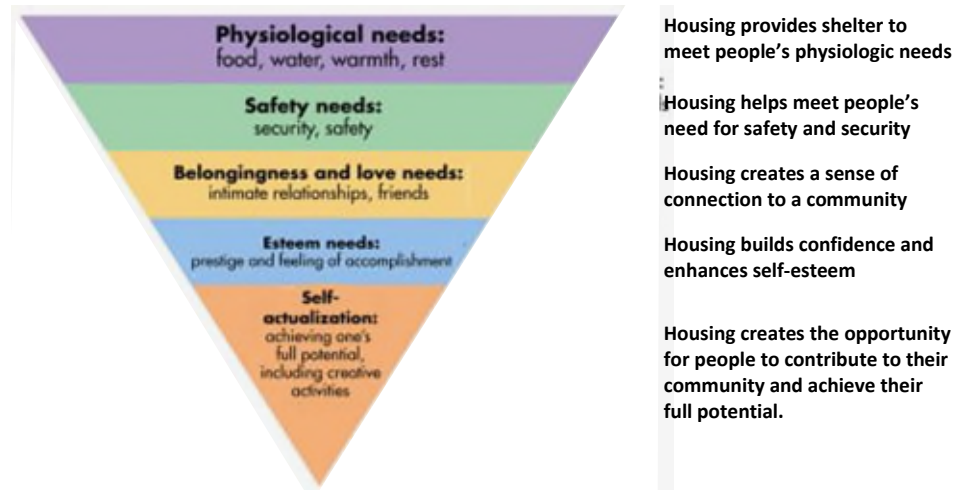 Physiological needs:
food, water, warmth, rest
Housing provides shelter to
meet people's physiologic needs
Safety needs:
security, safety
Housing helps meet people's
need for safety and security
Belongingness and love needs:
intimate relationships, friends
Housing creates a sense of
connection to a community
Esteem needs:
prestige and feeling of accomplishment
Housing builds confidence and
enhances self-esteem
Self-
actualization:
achieving one's
full potential,
including creative
activities
Housing creates the opportunity
for people to contribute to their
community and achieve their
full potential.